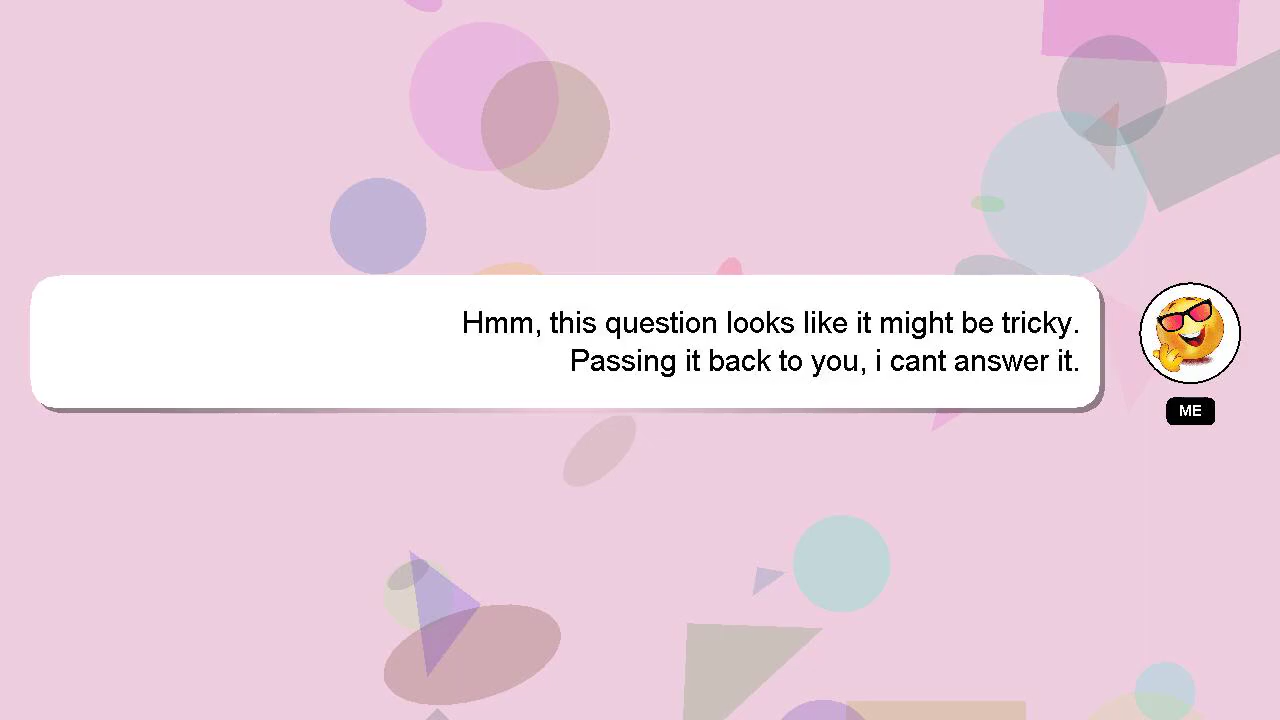 Hmm, this question looks like it might be tricky.
Passing it back to you, i cant answer it.
ME